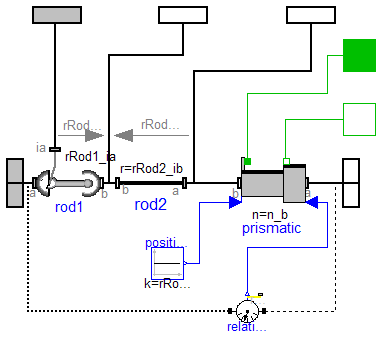 rRod...
rRod...
ia
rRod1_ia
r=rRod2_ib
a
b
a
b
a
b
a
rod1
rod2
n=n_b
prismatic
positi...
k=rRo...
relati...